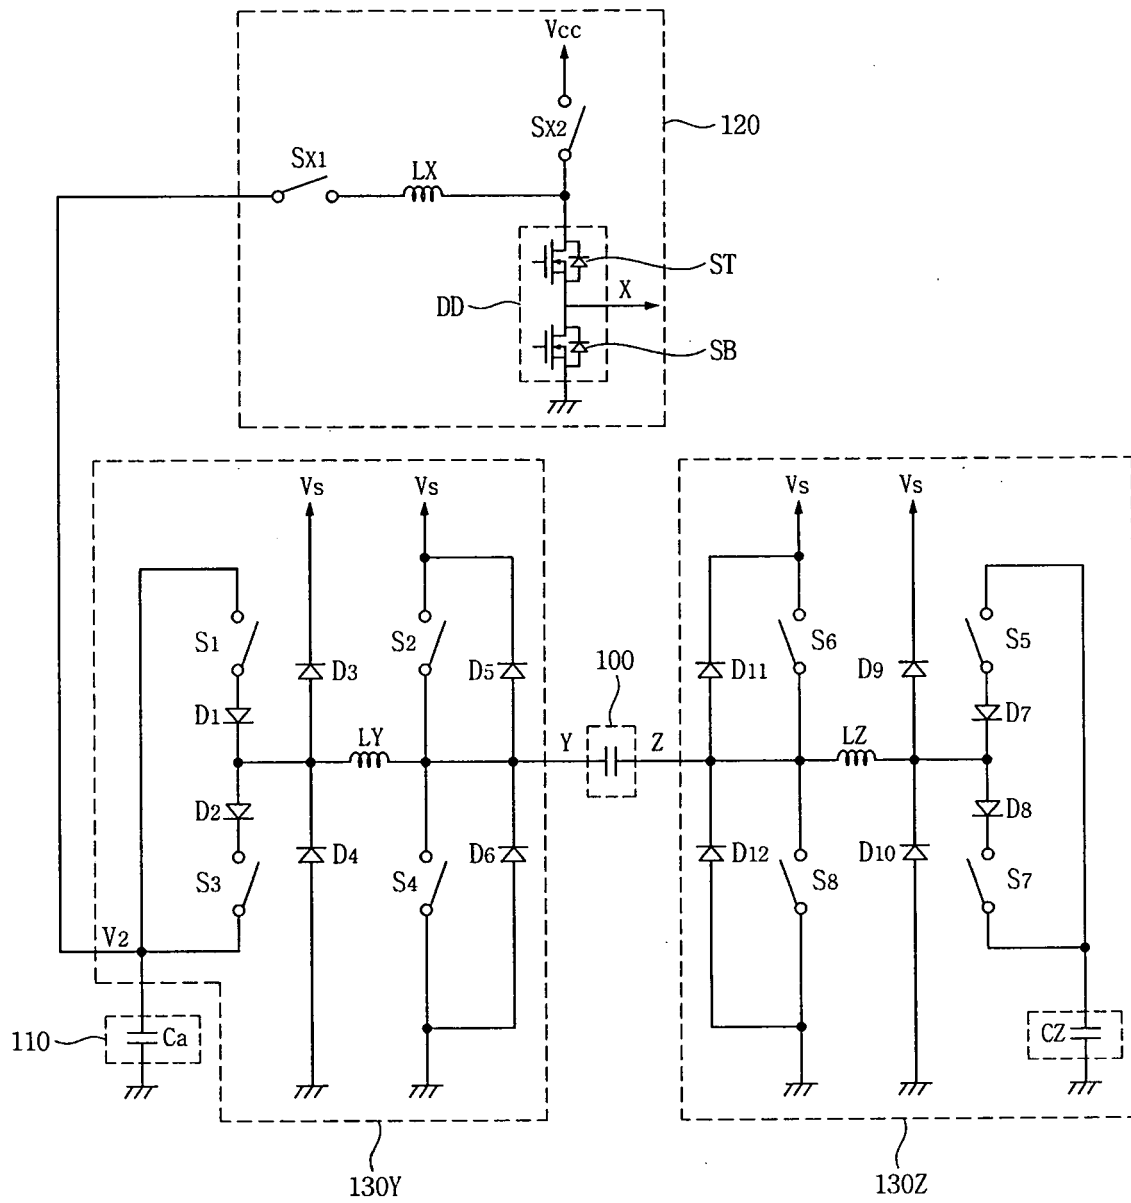 Vcc
SX2
120
SX1
LX
ST
X
DD
SB
Vs
Vs
Vs
Vs
S1
S2
100
S6
S5
D3
D5
D11
D9
D1
D7
LY
Y
Z
LZ
D2
D8
D4
D6
D12
D10
S3
S4
S8
S7
V2
110
Ca
CZ
130Y
130Z